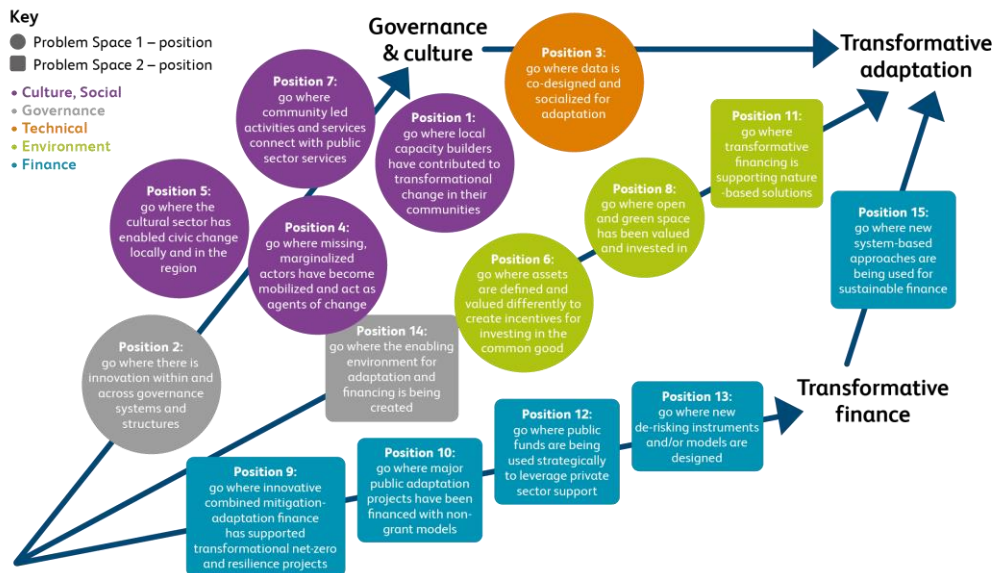 Key
Problem Space 1 – position
Problem Space 2 – position
• Culture, Social
• Governance
• Technical
• Environment
• Finance
Governance
& culture
Transformative
adaptation
Transformative
finance
Position 7:
go where
community led
activities and services
connect with public
sector services
Position 1:
go where local
capacity builders
have contributed to
transformational
change in their
communities
Position 3:
go where data is
co-designed and
socialized for
adaptation
Position 11:
go where
transformative
financing is
supporting nature
-based solutions
Position 5:
go where the
cultural sector has
enabled civic change
locally and in the
region
Position 4:
go where missing,
marginalized
actors have become
mobilized and act as
agents of change
Position 8:
go where open
and green space
has been valued
and invested in
Position 15:
go where new
system-based
approaches are
being used for
sustainable finance
Position 6:
go where assets
are defined and
valued differently to
create incentives for
investing in the
common good
Position 2:
go where there is
innovation within and
across governance
systems and
structures
Position 14:
go where the enabling
environment for
adaptation and
financing is being
created
Position 9:
go where innovative
combined mitigation-
adaptation finance
has supported
transformational net-zero
and resilience projects
Position 10:
go where major
public adaptation
projects have been
financed with non-
grant models
Position 12:
go where public
funds are being
used strategically
to leverage private
sector support
Position 13:
go where new
de-risking instruments
and/or models are
designed